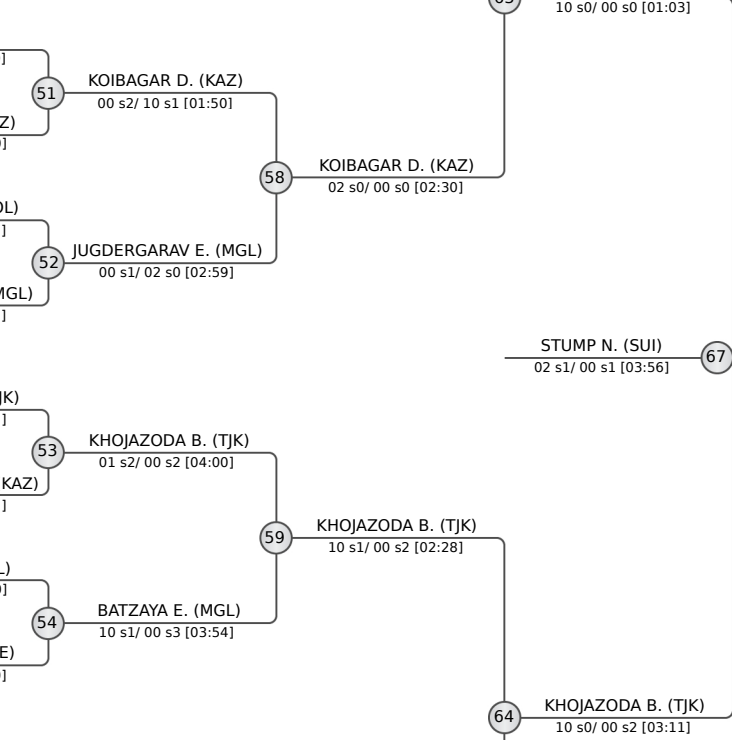 10 s0/ 00 s0 [01:03]
]
51
KOIBAGAR D. (KAZ)
00 s2/ 10 s1 [01:50]
Z)
]
58
KOIBAGAR D. (KAZ)
02 s0/ 00 s0 [02:30]
OL)
]
52
JUGDERGARAV E. (MGL)
00 s1/ 02 s0 [02:59]
MGL)
]
STUMP N. (SUI)
67
02 s1/ 00 s1 [03:56]
JK)
]
53
KHOJAZODA B. (TJK)
01 s2/ 00 s2 [04:00]
KAZ)
]
59
KHOJAZODA B. (TJK)
10 s1/ 00 s2 [02:28]
L)
]
54
BATZAYA E. (MGL)
10 s1/ 00 s3 [03:54]
E)
]
64
KHOJAZODA B. (TJK)
10 s0/ 00 s2 [03:11]